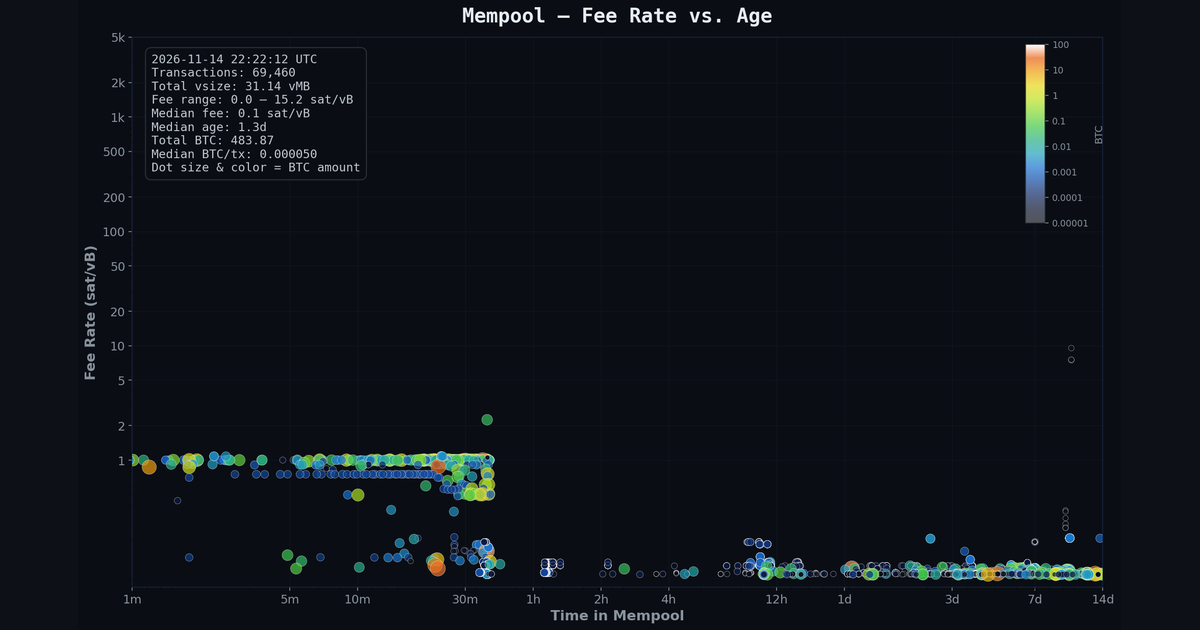 Mempool — Fee Rate vs. Age
2026-11-14 22:22:12 UTC
Transactions: 69,460
Total vsize: 31.14 vMB
Fee range: 0.0 — 15.2 sat/vB
Median fee: 0.1 sat/vB
Median age: 1.3d
Total BTC: 483.87
Median BTC/tx: 0.000050
Dot size & color = BTC amount
100
10
1
0.1
0.01
0.001
0.0001
0.00001
BTC
5k
2k
1k
500
200
100
50
20
10
5
2
1
Fee Rate (sat/vB)
1m 5m 10m 30m 1h 2h 4h 12h 1d 3d 7d 14d
Time in Mempool